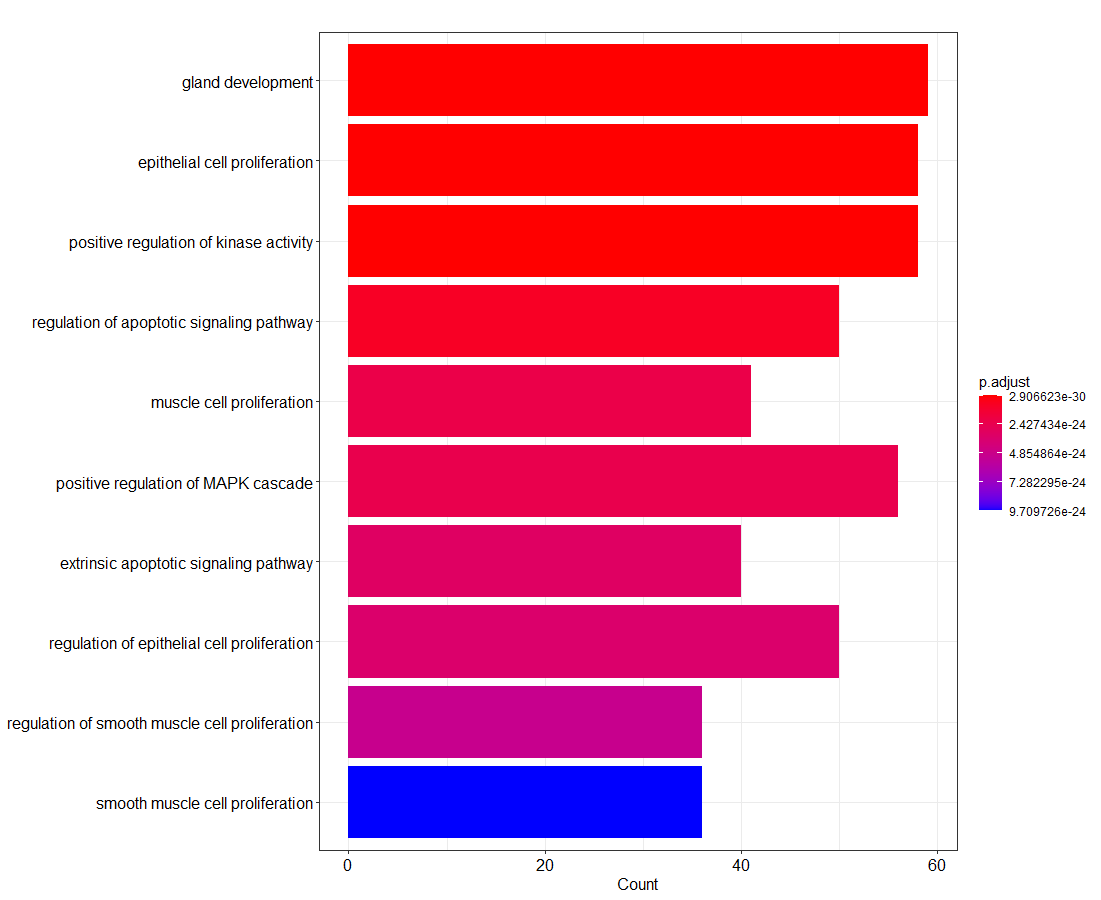 gland development
epithelial cell proliferation
positive regulation of kinase activity
regulation of apoptotic signaling pathway
muscle cell proliferation
positive regulation of MAPK cascade
extrinsic apoptotic signaling pathway
regulation of epithelial cell proliferation
regulation of smooth muscle cell proliferation
smooth muscle cell proliferation
0
20
40
60
Count
p.adjust
2.906623e-30
2.427434e-24
4.854864e-24
7.282295e-24
9.709726e-24